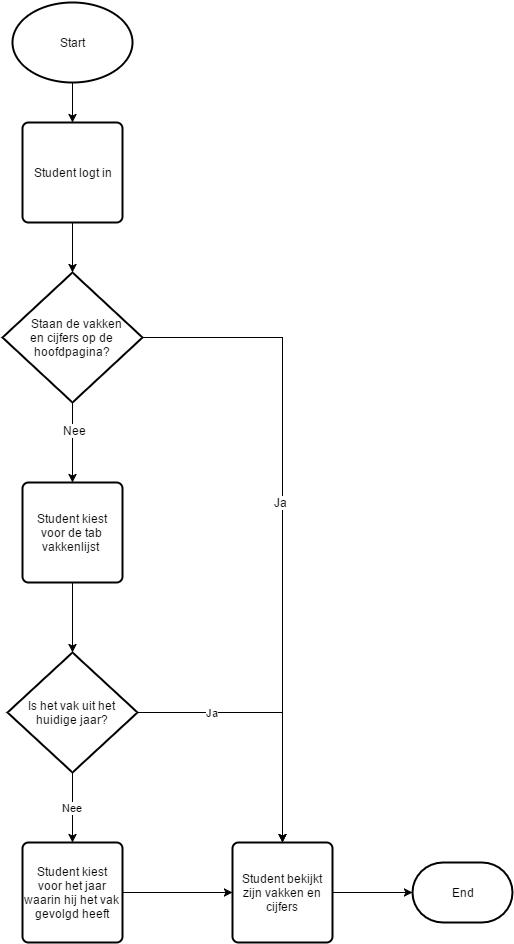 Start
Student logt in
Staan de vakken
en cijfers op de
hoofdpagina?
Nee
Ja
Student kiest
voor de tab
vakkenlijst
Is het vak uit het
huidige jaar?
Ja
Nee
Student kiest
voor het jaar
waarin hij het vak
gevolgd heeft
Student bekijkt
zijn vakken en
cijfers
End